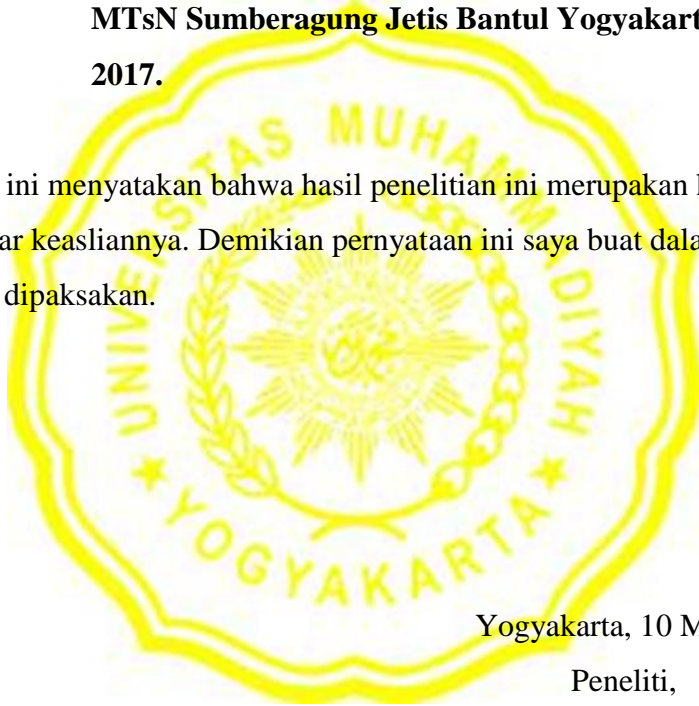 MTsN Sumberagung Jetis Bantul Yogyakart
2017.
ini menyatakan bahwa hasil penelitian ini merupakan
ar keasliannya. Demikian pernyataan ini saya buat dala
dipaksakan.
UNIVERSITAS MUHAMMADIYAH
★ YOGYAKARTA ★
Yogyakarta, 10 M
Peneliti,